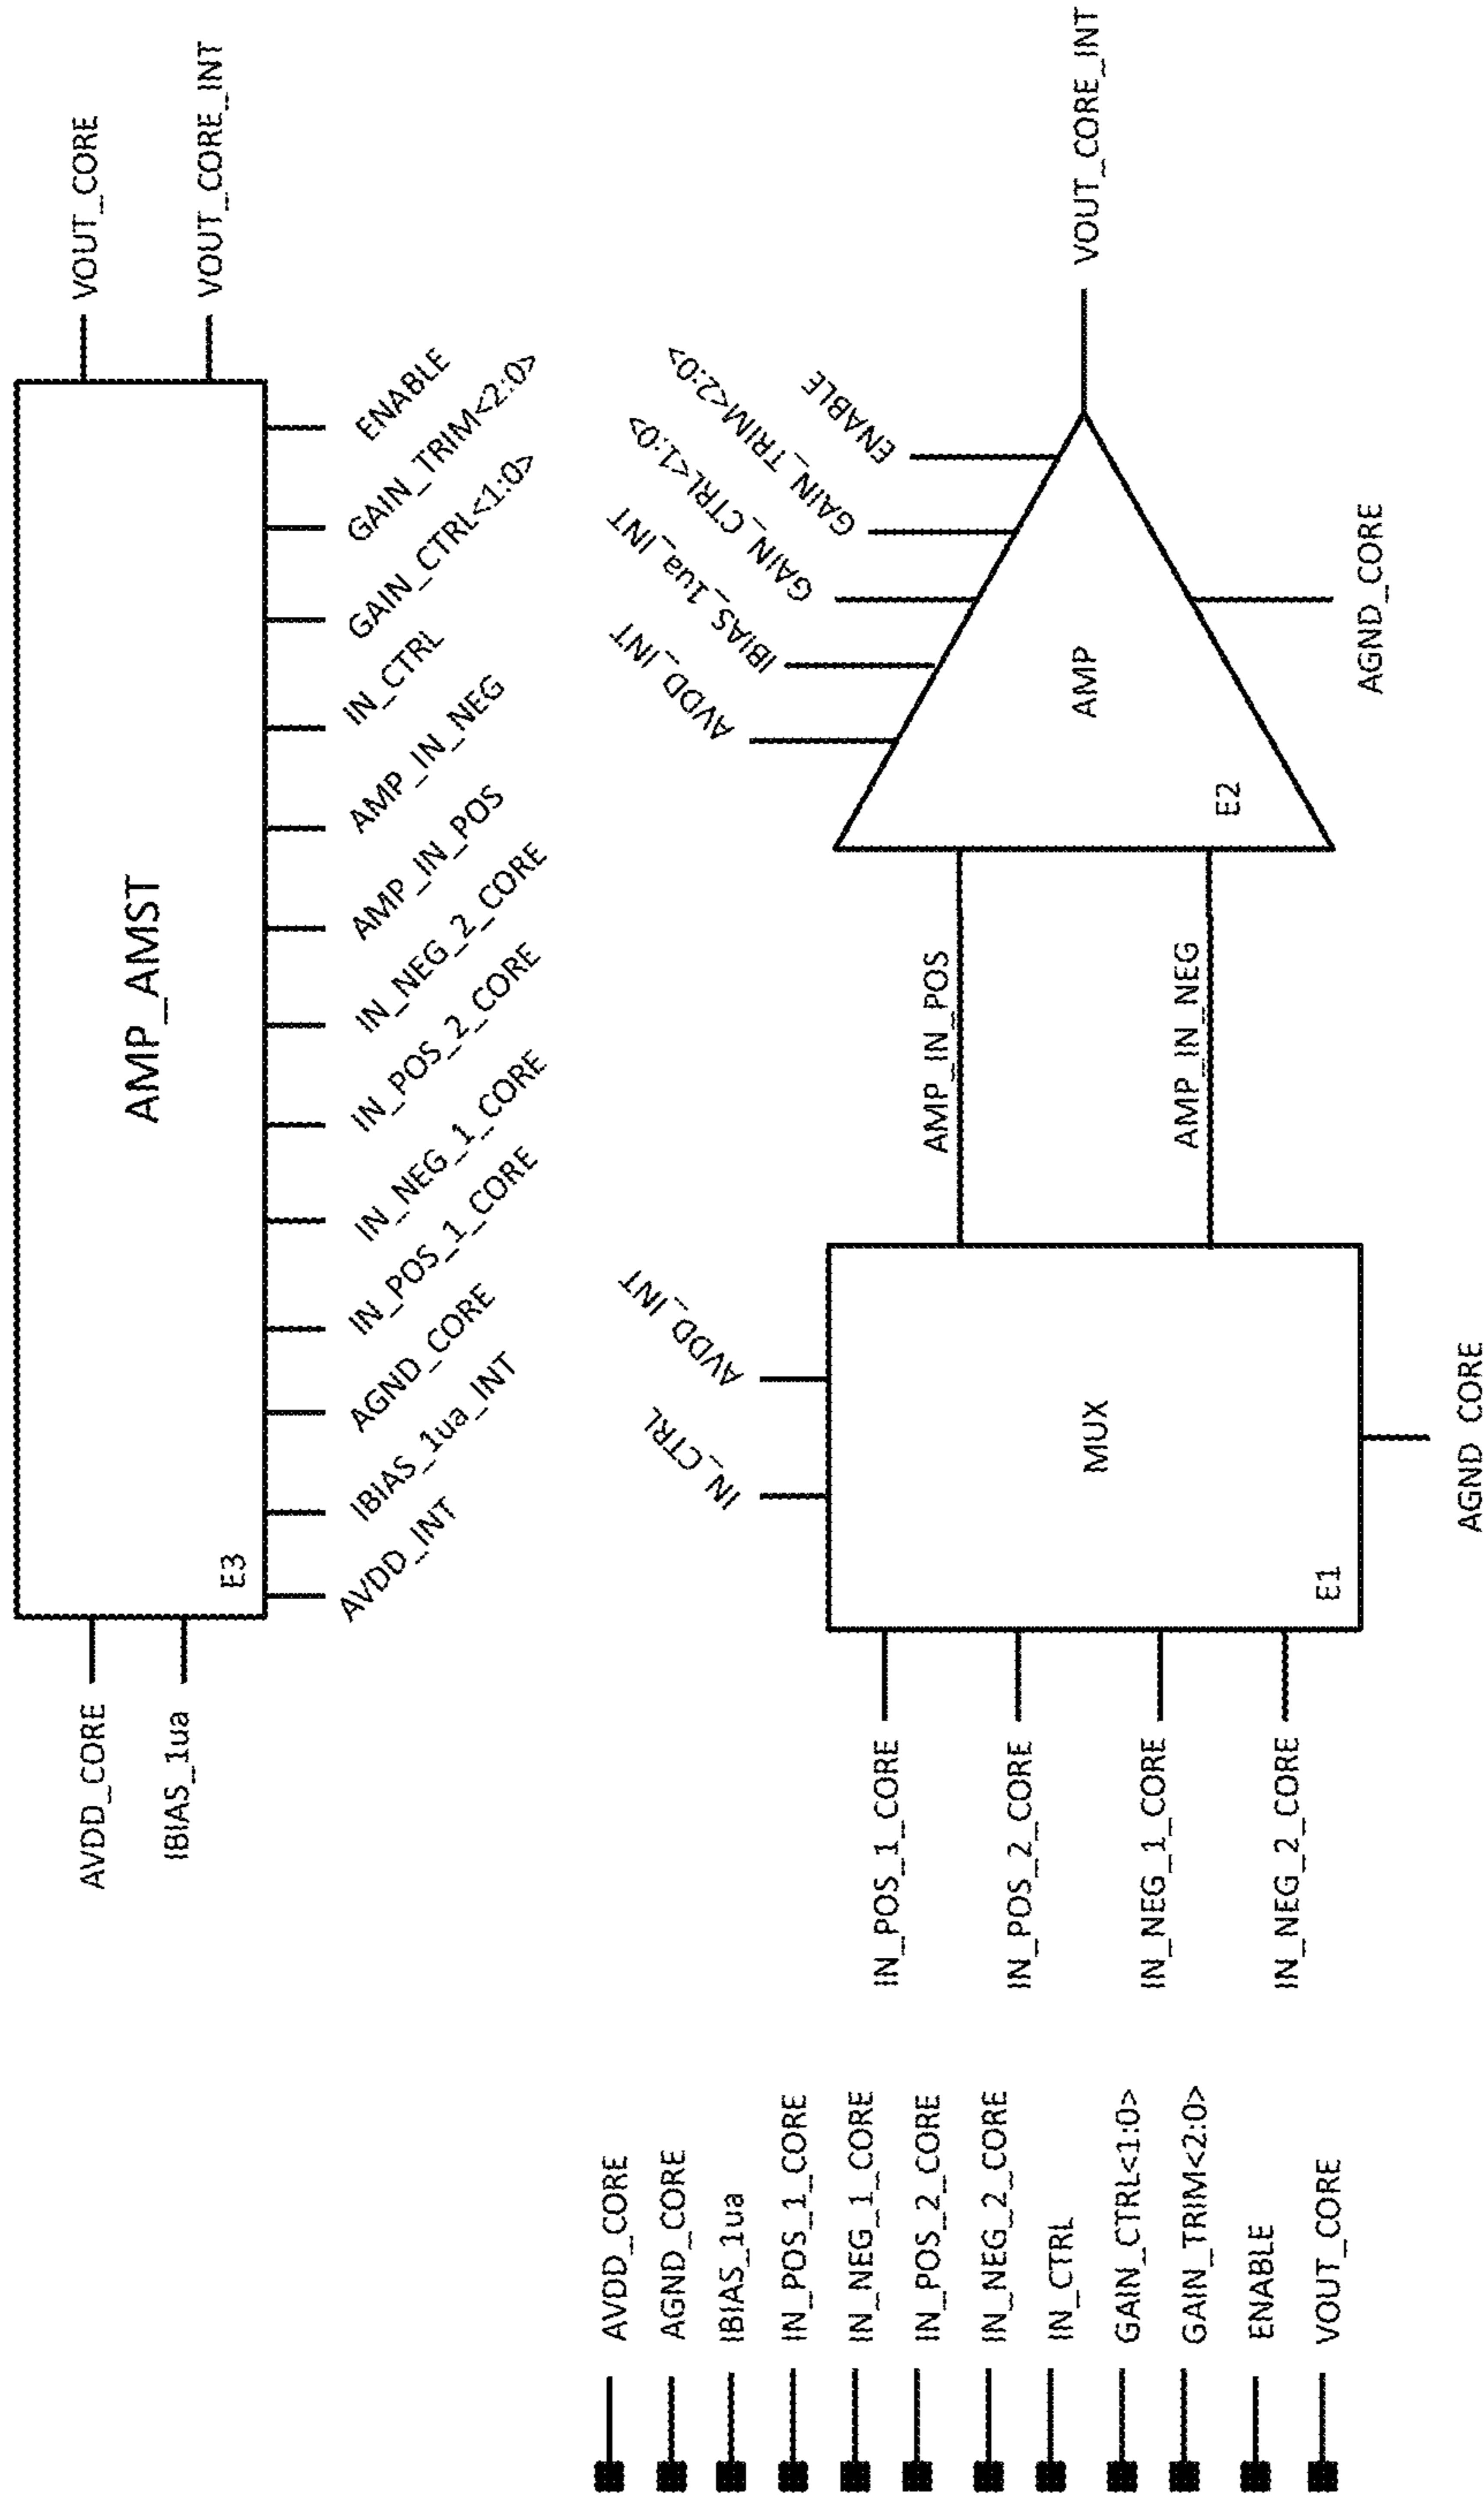 AMP_AMST
E3
AVDD_CORE
IBIAS_1ua
VOUT_CORE
VOUT_CORE_INT
AVDD_INT
IBIAS_1ua_INT
AGND_CORE
IN_POS_1_CORE
IN_NEG_1_CORE
IN_POS_2_CORE
IN_NEG_2_CORE
AMP_IN_POS
AMP_IN_NEG
IN_CTRL
GAIN_CTRL<1:0>
GAIN_TRIM<2:0>
ENABLE
AVDD_CORE
AGND_CORE
IBIAS_1ua
IN_POS_1_CORE
IN_NEG_1_CORE
IN_POS_2_CORE
IN_NEG_2_CORE
IN_CTRL
GAIN_CTRL<1:0>
GAIN_TRIM<2:0>
ENABLE
VOUT_CORE
IN_POS_1_CORE
IN_POS_2_CORE
IN_NEG_1_CORE
IN_NEG_2_CORE
IN_CTRL
AVDD_INT
MUX
E1
AGND_CORE
AMP_IN_POS
AMP_IN_NEG
AVDD_INT
IBIAS_1ua_INT
GAIN_CTRL<1:0>
GAIN_TRIM<2:0>
ENABLE
AMP
E2
AGND_CORE
VOUT_CORE_INT